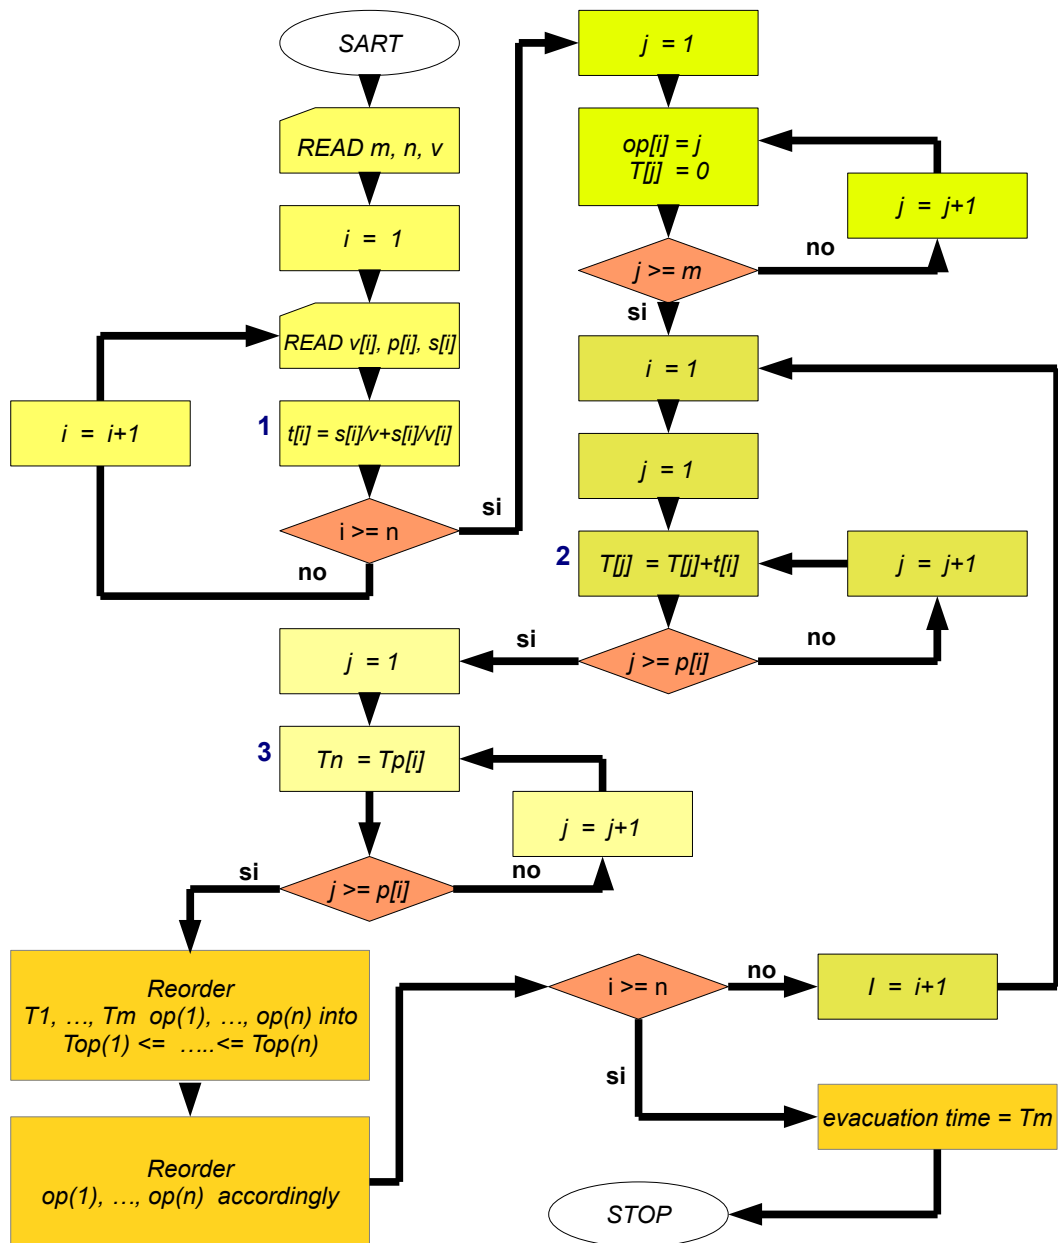 SART
READ m, n, v
i = 1
READ v[i], p[i], s[i]
i = i+1
1
t[i] = s[i]/v+s[i]/v[i]
i >= n
si
no
j = 1
op[i] = j
T[j] = 0
j = j+1
j >= m
no
si
i = 1
j = 1
2
T[j] = T[j]+t[i]
j = j+1
j >= p[i]
si
no
j = 1
3
Tn = Tp[i]
j = j+1
j >= p[i]
si
no
Reorder
T1, …, Tm op(1), …, op(n) into
Top(1) <= …..<= Top(n)
Reorder
op(1), …, op(n) accordingly
i >= n
no
I = i+1
si
evacuation time = Tm
STOP